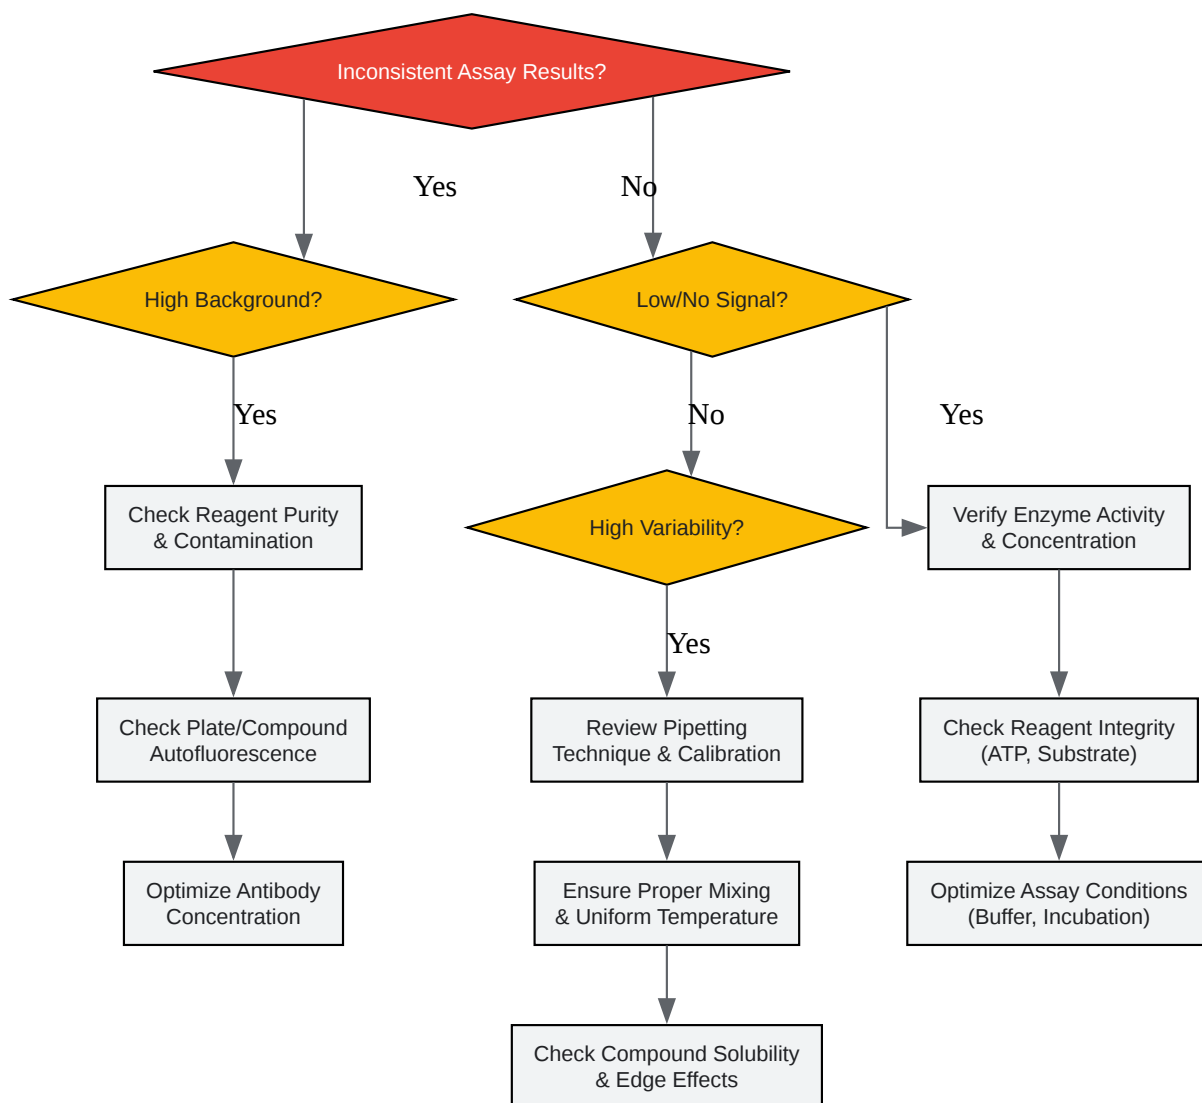 Inconsistent Assay Results?
Yes
No
High Background?
Low/No Signal?
Yes
No
Yes
Check Reagent Purity
& Contamination
High Variability?
Verify Enzyme Activity
& Concentration
Yes
Check Plate/Compound
Autofluorescence
Review Pipetting
Technique & Calibration
Check Reagent Integrity
(ATP, Substrate)
Optimize Antibody
Concentration
Ensure Proper Mixing
& Uniform Temperature
Optimize Assay Conditions
(Buffer, Incubation)
Check Compound Solubility
& Edge Effects